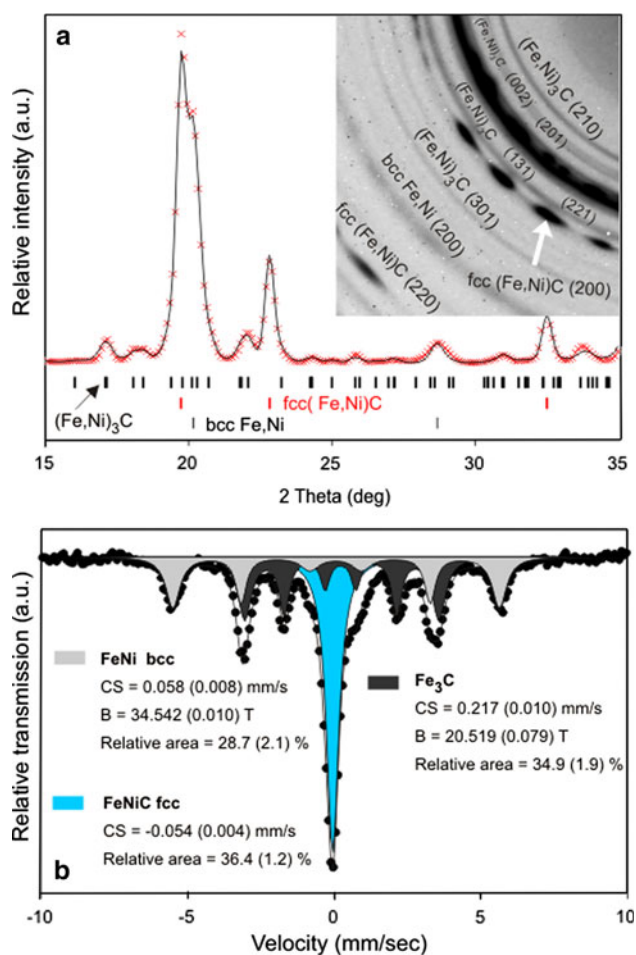 a
Relative intensity (a.u.)
(Fe,Ni)₃C (210)
(Fe,Ni)₃C (002) (201)
(Fe,Ni)₃C (131) (221)
(Fe,Ni)₃C (301)
bcc Fe,Ni (200)
fcc (Fe,Ni)C (220)
fcc (Fe,Ni)C (200)
(Fe,Ni)₃C
fcc( Fe,Ni)C
bcc Fe,Ni
15 20 25 30 35
2 Theta (deg)
Relative transmission (a.u.)
FeNi bcc
CS = 0.058 (0.008) mm/s
B = 34.542 (0.010) T
Relative area = 28.7 (2.1) %
Fe₃C
CS = 0.217 (0.010) mm/s
B = 20.519 (0.079) T
Relative area = 34.9 (1.9) %
FeNiC fcc
CS = -0.054 (0.004) mm/s
Relative area = 36.4 (1.2) %
b
-10 -5 0 5 10
Velocity (mm/sec)